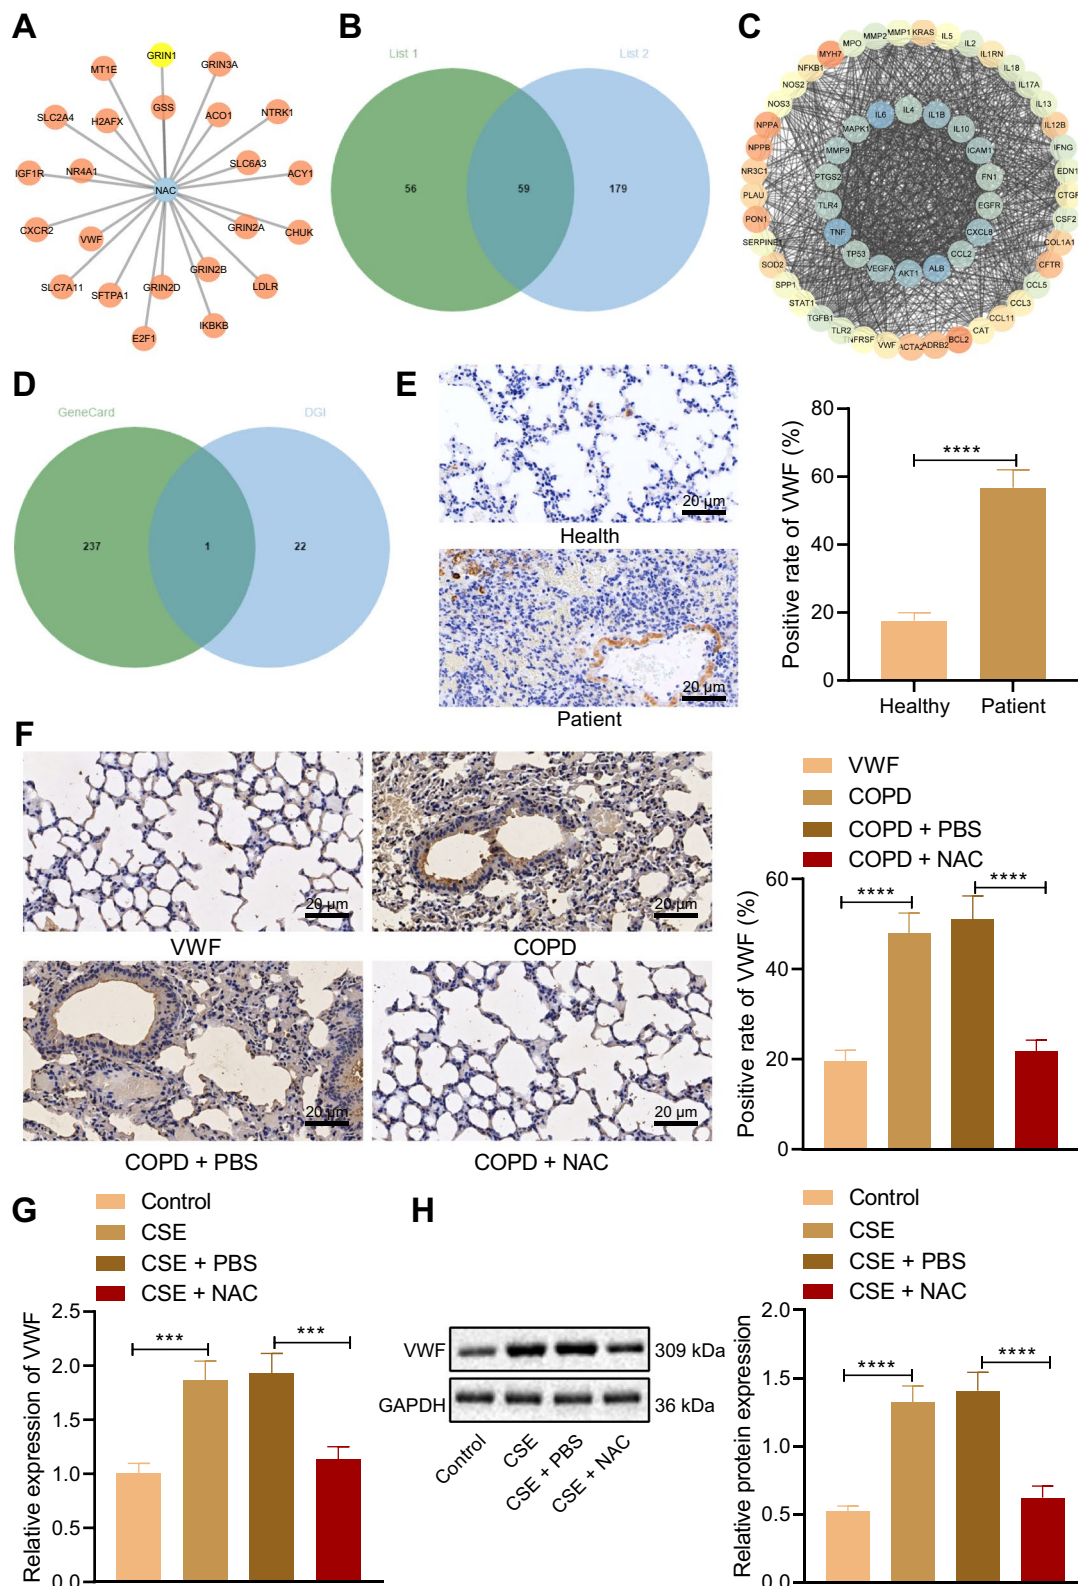 A
GRIN1
MT1E
GRIN3A
GSS
SLC2A4
H2AFX
ACO1
NTRK1
SLC6A3
IGF1R
NR4A1
ACY1
NAC
CXCR2
VWF
GRIN2A
CHUK
GRIN2B
SLC7A11
SFTPA1
GRIN2D
LDLR
E2F1
IKBKB
B
List 1
List 2
56
59
179
C
MMP1
KRAS
MMP2
IL5
MPO
IL2
MYH7
IL1RN
NFKB1
IL18
NOS2
IL17A
NOS3
IL13
NPPA
IL12B
NPPB
IFNG
NR3C1
EDN1
PLAU
CTGF
PON1
CSF2
SERPINE1
COL1A1
SOD2
CFTR
SPP1
CCL5
STAT1
CCL3
TGFB1
CCL11
TLR2
CAT
TNFRSF
BCL2
VWF
ACTA2
ADRB2
IL6
IL4
IL1B
MAPK1
IL10
MMP9
ICAM1
PTGS2
FN1
TLR4
EGFR
TNF
CXCL8
TP53
CCL2
VEGFA
AKT1
ALB
D
GeneCard
DGI
237
1
22
E
20 μm
Health
20 μm
Patient
Positive rate of VWF (%)
80
60
40
20
0
****
Healthy
Patient
F
20 μm
20 μm
VWF
COPD
20 μm
20 μm
COPD + PBS
COPD + NAC
VWF
COPD
COPD + PBS
COPD + NAC
Positive rate of VWF (%)
60
40
20
0
****
****
G
Control
CSE
CSE + PBS
CSE + NAC
Relative expression of VWF
2.5
2.0
1.5
1.0
0.5
0.0
***
***
H
VWF
309 kDa
GAPDH
36 kDa
Control
CSE
CSE + PBS
CSE + NAC
Control
CSE
CSE + PBS
CSE + NAC
Relative protein expression
2.0
1.5
1.0
0.5
0.0
****
****